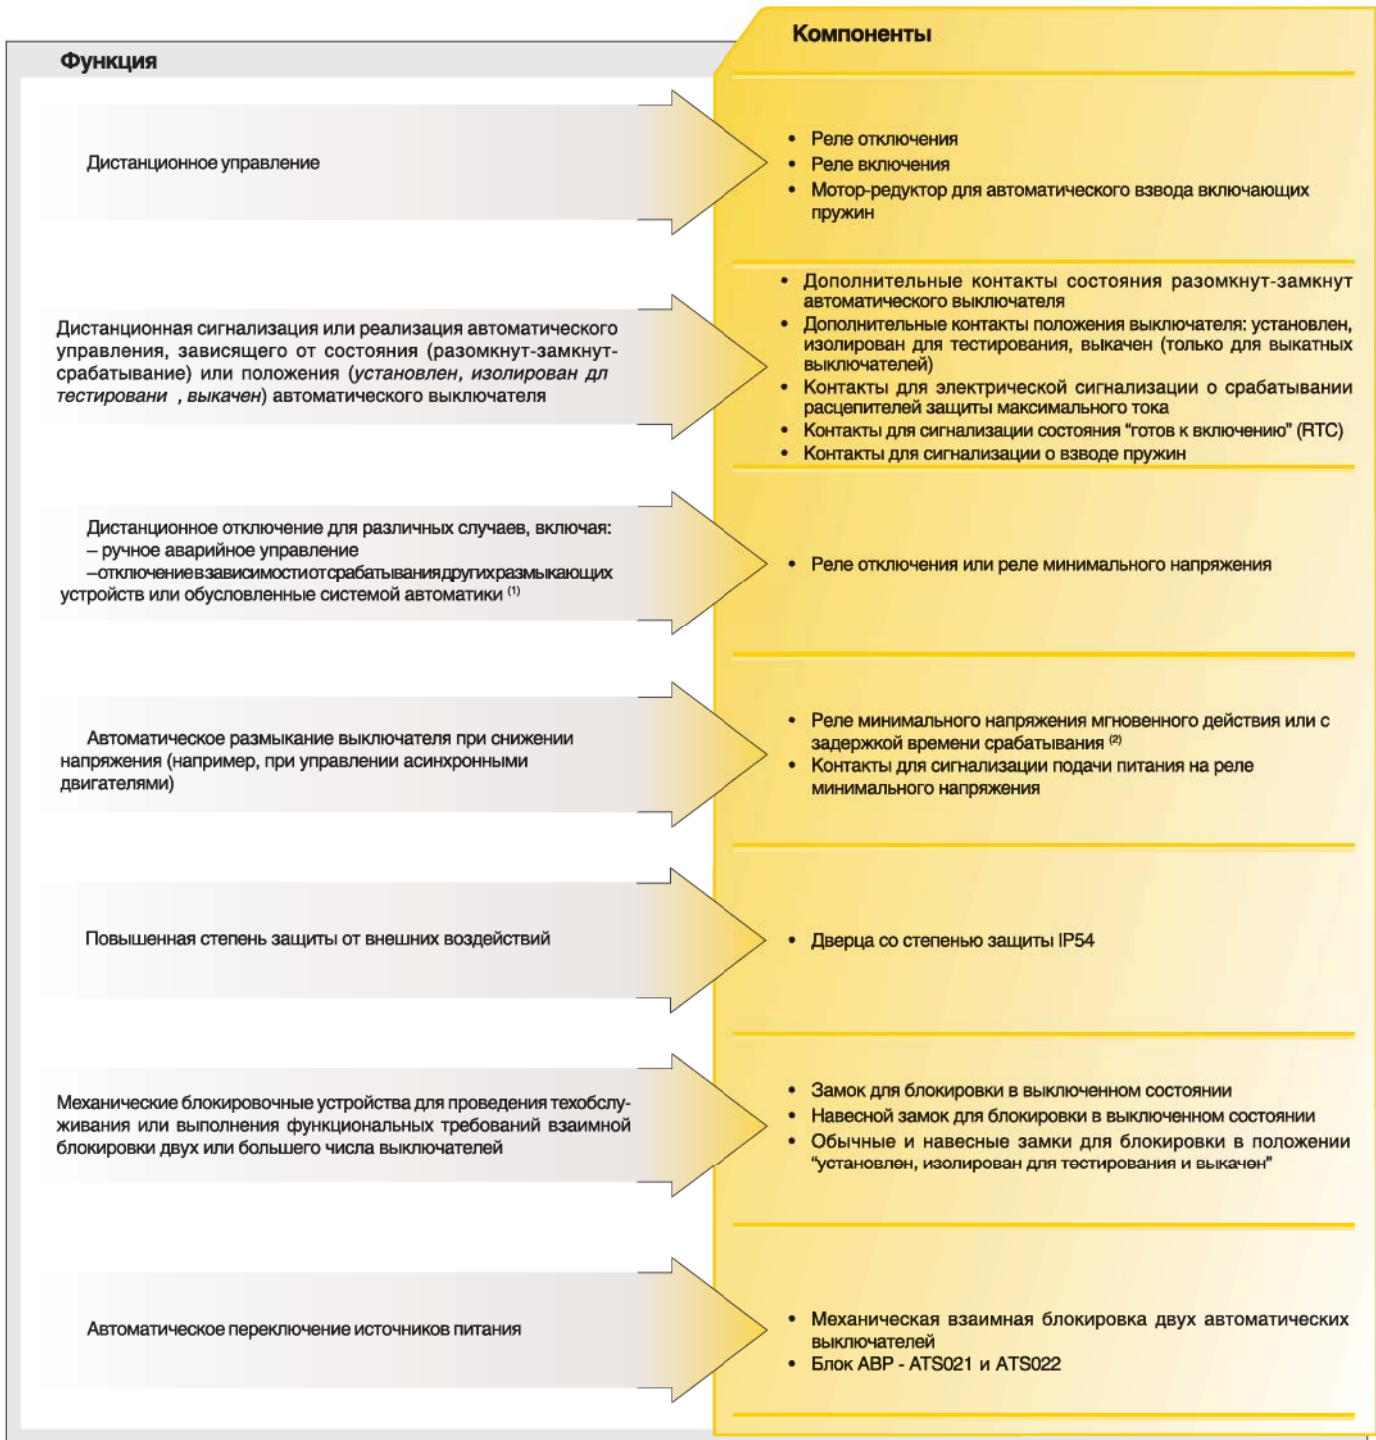 Функция
Компоненты
Дистанционное управление
• Реле отключения
• Реле включения
• Мотор-редуктор для автоматического взвода включающих
пружин
Дистанционная сигнализация или реализация автоматического
управления, зависящего от состояния (разомкнут-замкнут-
срабатывание) или положения (установлен, изолирован дл
тестировани , выкачен) автоматического выключателя
• Дополнительные контакты состояния разомкнут-замкнут
автоматического выключателя
• Дополнительные контакты положения выключателя: установлен,
изолирован для тестирования, выкачен (только для выкатных
выключателей)
• Контакты для электрической сигнализации о срабатывании
расцепителей защиты максимального тока
• Контакты для сигнализации состояния “готов к включению” (RTC)
• Контакты для сигнализации о взводе пружин
Дистанционное отключение для различных случаев, включая:
– ручное аварийное управление
– отключение в зависимости от срабатывания других размыкающих
устройств или обусловленные системой автоматики (1)
• Реле отключения или реле минимального напряжения
Автоматическое размыкание выключателя при снижении
напряжения (например, при управлении асинхронными
двигателями)
• Реле минимального напряжения мгновенного действия или с
задержкой времени срабатывания (2)
• Контакты для сигнализации подачи питания на реле
минимального напряжения
Повышенная степень защиты от внешних воздействий
• Дверца со степенью защиты IP54
Механические блокировочные устройства для проведения техобслу-
живания или выполнения функциональных требований взаимной
блокировки двух или большего числа выключателей
• Замок для блокировки в выключенном состоянии
• Навесной замок для блокировки в выключенном состоянии
• Обычные и навесные замки для блокировки в положении
“установлен, изолирован для тестирования и выкачен”
Автоматическое переключение источников питания
• Механическая взаимная блокировка двух автоматических
выключателей
• Блок АВР - ATS021 и ATS022